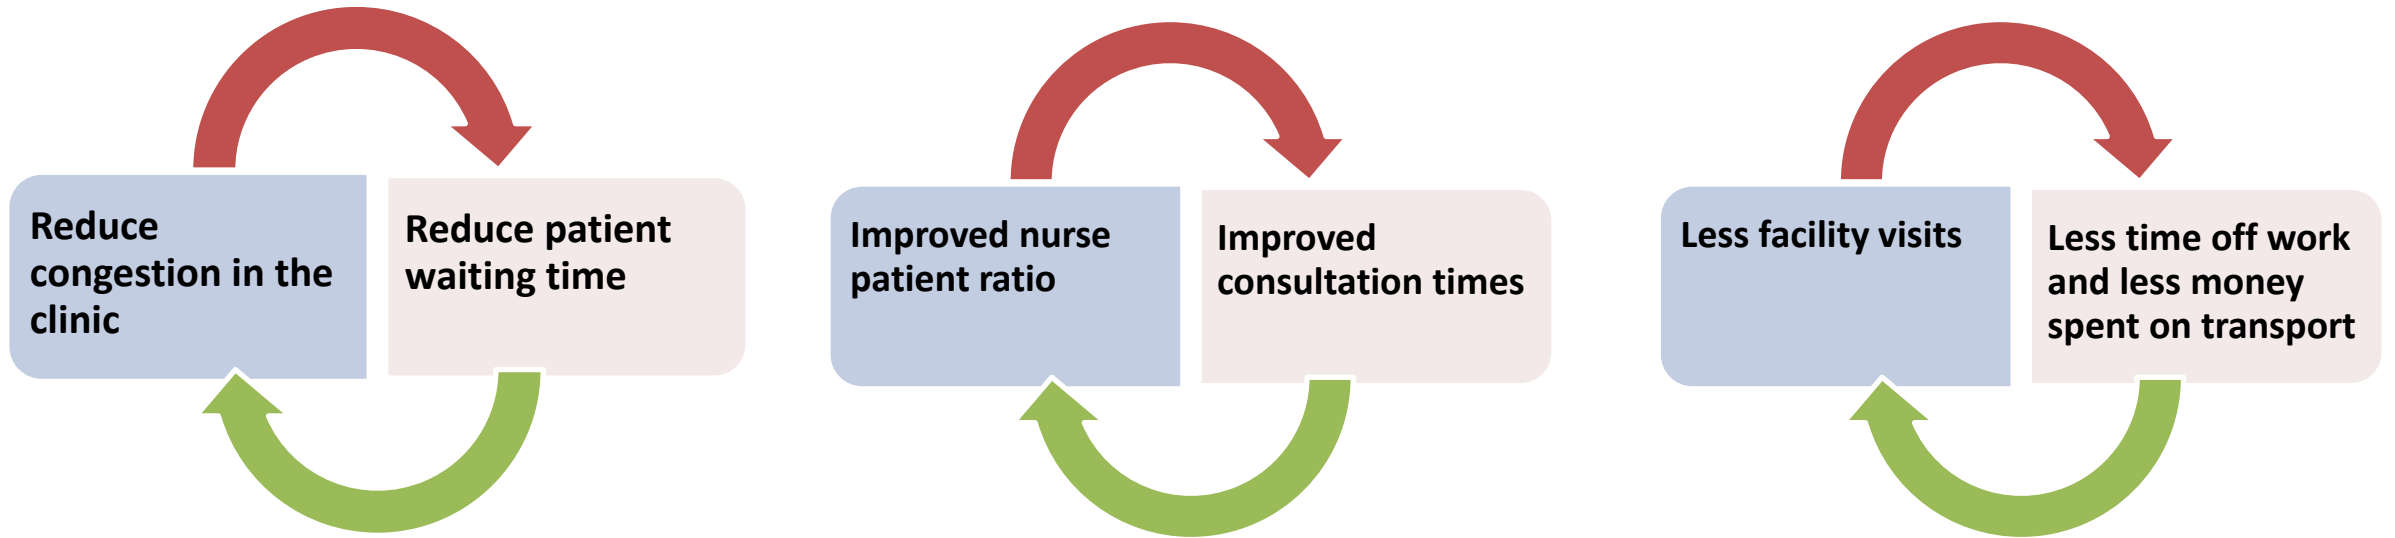 Reduce
congestion in the
clinic
Reduce patient
waiting time
Improved nurse
patient ratio
Improved
consultation times
Less facility visits
Less time off work
and less money
spent on transport